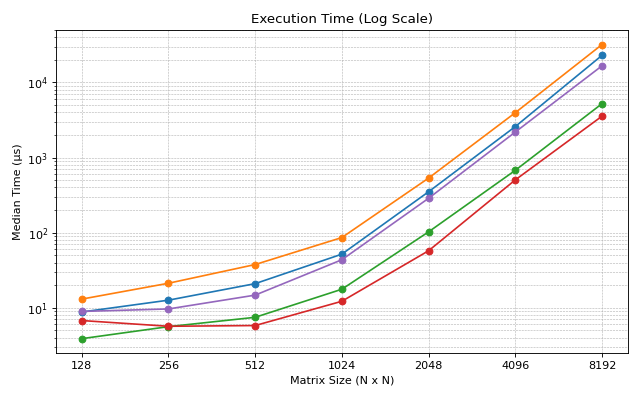 Execution Time (Log Scale)
Median Time (µs)
10⁴
10³
10²
10¹
128 256 512 1024 2048 4096 8192
Matrix Size (N x N)